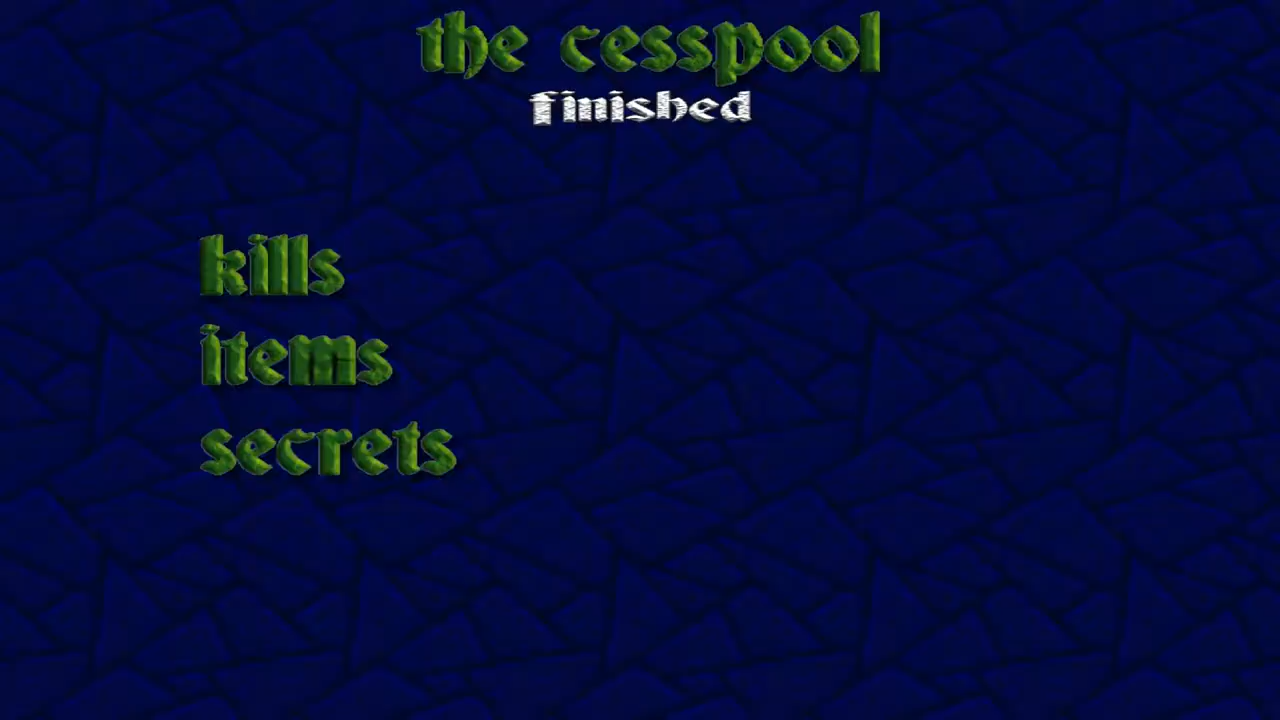 the cesspool
finished
kills
items
secrets